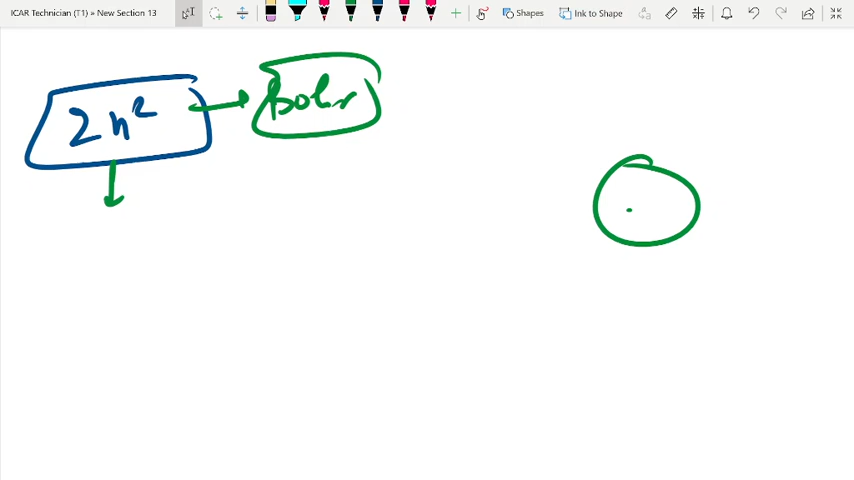 ICAR Technician (T1) » New Section 13
Shapes
Ink to Shape
2n²
Bohr